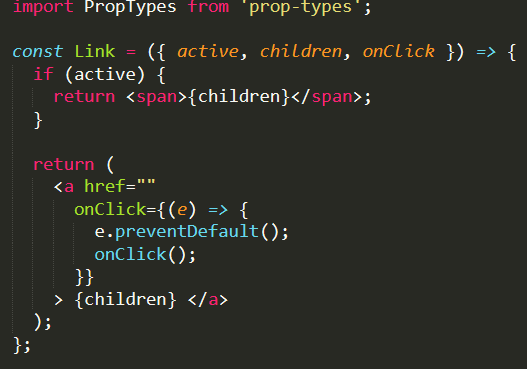 import PropTypes from 'prop-types';
const Link = ({ active, children, onClick }) => {
if (active) {
return <span>{children}</span>;
}
return (
<a href=""
onClick={(e) => {
e.preventDefault();
onClick();
}}
> {children} </a>
);
};